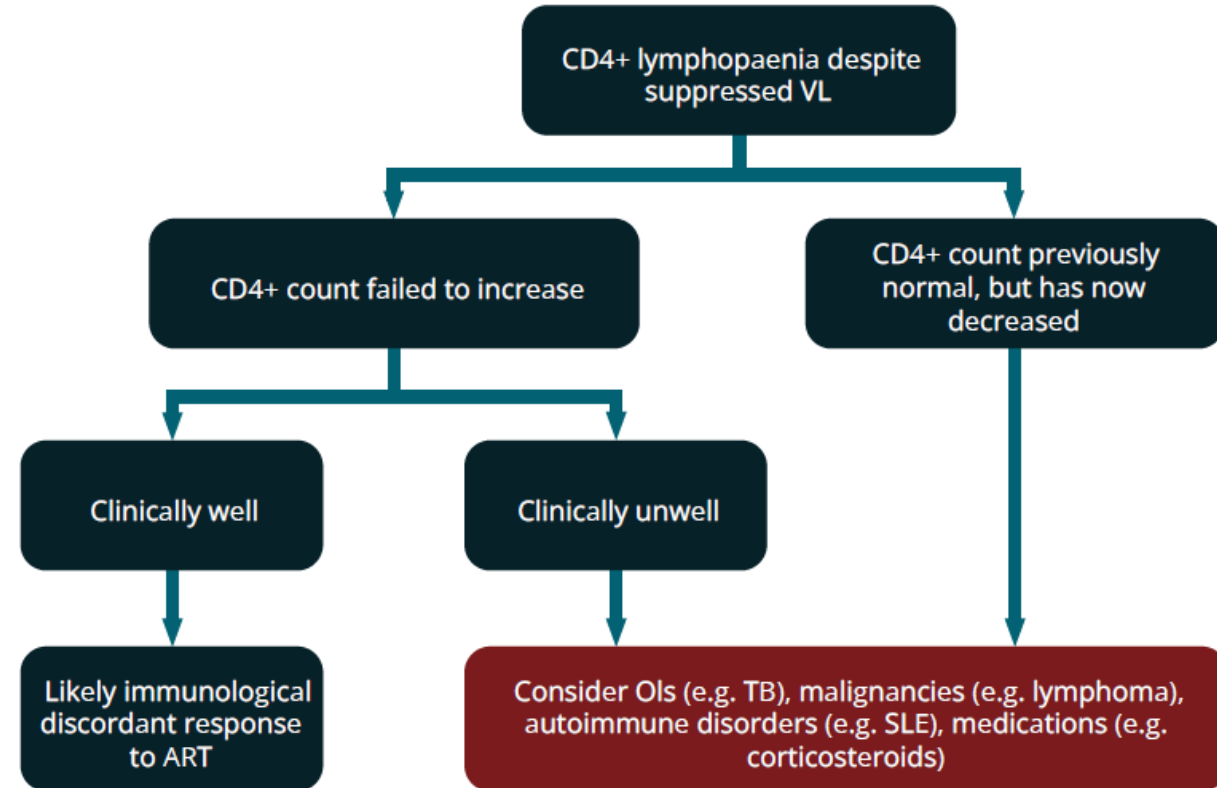 CD4+ lymphopaenia despite
suppressed VL
CD4+ count failed to increase
CD4+ count previously
normal, but has now
decreased
Clinically well
Clinically unwell
Likely immunological
discordant response
to ART
Consider OIs (e.g. TB), malignancies (e.g. lymphoma),
autoimmune disorders (e.g. SLE), medications (e.g.
corticosteroids)